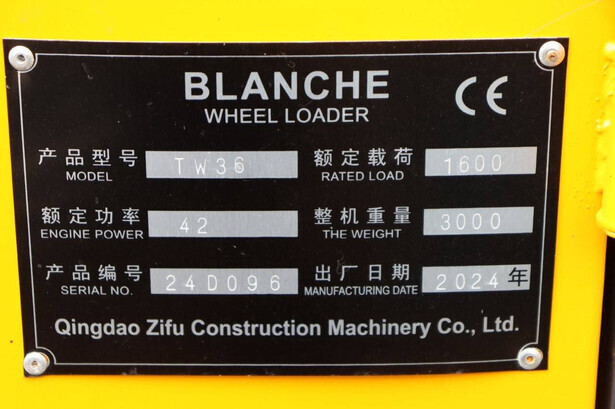 BLANCHE CE
WHEEL LOADER
产品型号 TW36 额定载荷 1600
MODEL RATED LOAD
额定功率 42 整机重量 3000
ENGINE POWER THE WEIGHT
产品编号 24D096 出厂日期 2024年
SERIAL NO. MANUFACTURING DATE
Qingdao Zifu Construction Machinery Co., Ltd.